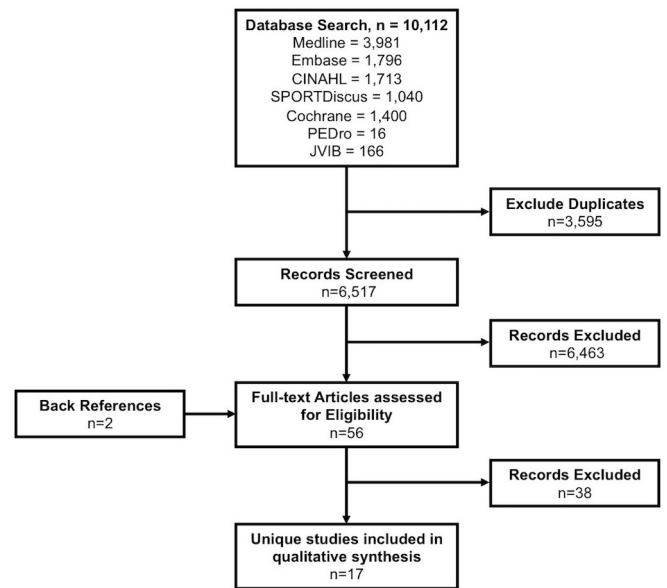 Database Search, n = 10,112
Medline = 3,981
Embase = 1,796
CINAHL = 1,713
SPORTDiscus = 1,040
Cochrane = 1,400
PEDro = 16
JVIB = 166
Exclude Duplicates
n=3,595
Records Screened
n=6,517
Records Excluded
n=6,463
Back References
n=2
Full-text Articles assessed
for Eligibility
n=56
Records Excluded
n=38
Unique studies included in
qualitative synthesis
n=17